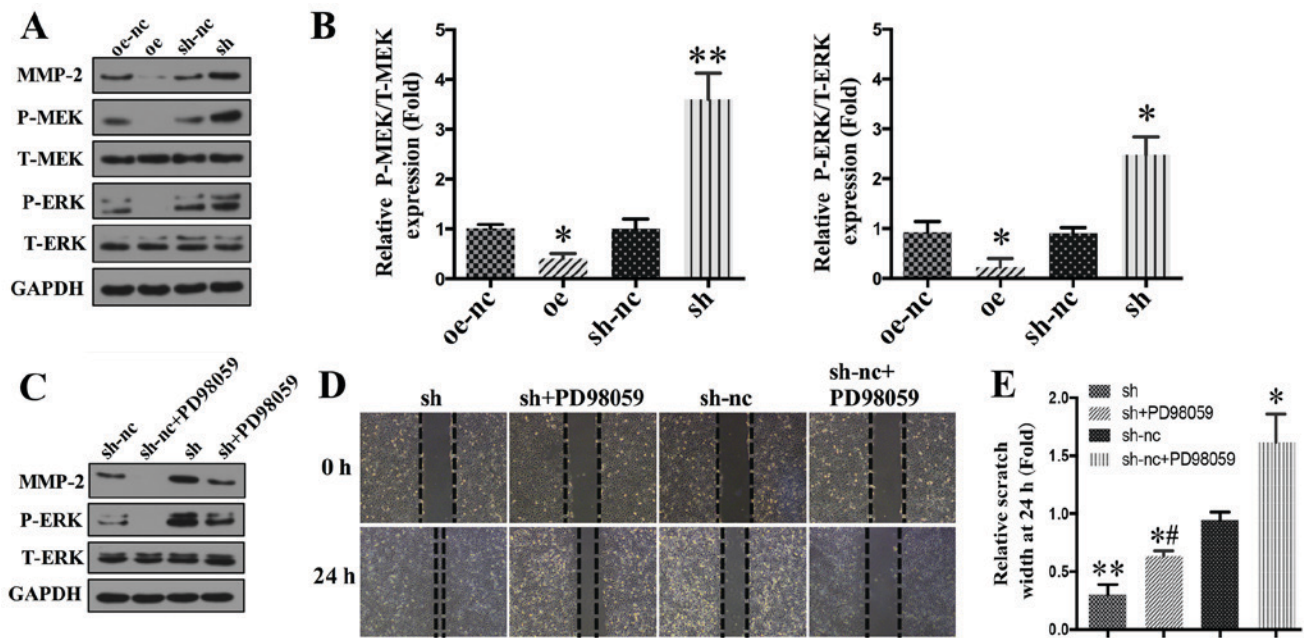 A
oe-nc oe sh-nc sh
MMP-2
P-MEK
T-MEK
P-ERK
T-ERK
GAPDH
B
Relative P-MEK/T-MEK
expression (Fold)
5
4
3
2
1
0
*
**
oe-nc oe sh-nc sh
Relative P-ERK/T-ERK
expression (Fold)
5
4
3
2
1
0
*
*
oe-nc oe sh-nc sh
C
sh-nc sh-nc+PD98059 sh sh+PD98059
MMP-2
P-ERK
T-ERK
GAPDH
D
sh sh+PD98059 sh-nc sh-nc+
PD98059
0 h
24 h
E
Relative scratch
width at 24 h (Fold)
2.0
1.5
1.0
0.5
0.0
sh
sh+PD98059
sh-nc
sh-nc+PD98059
**
*#
*